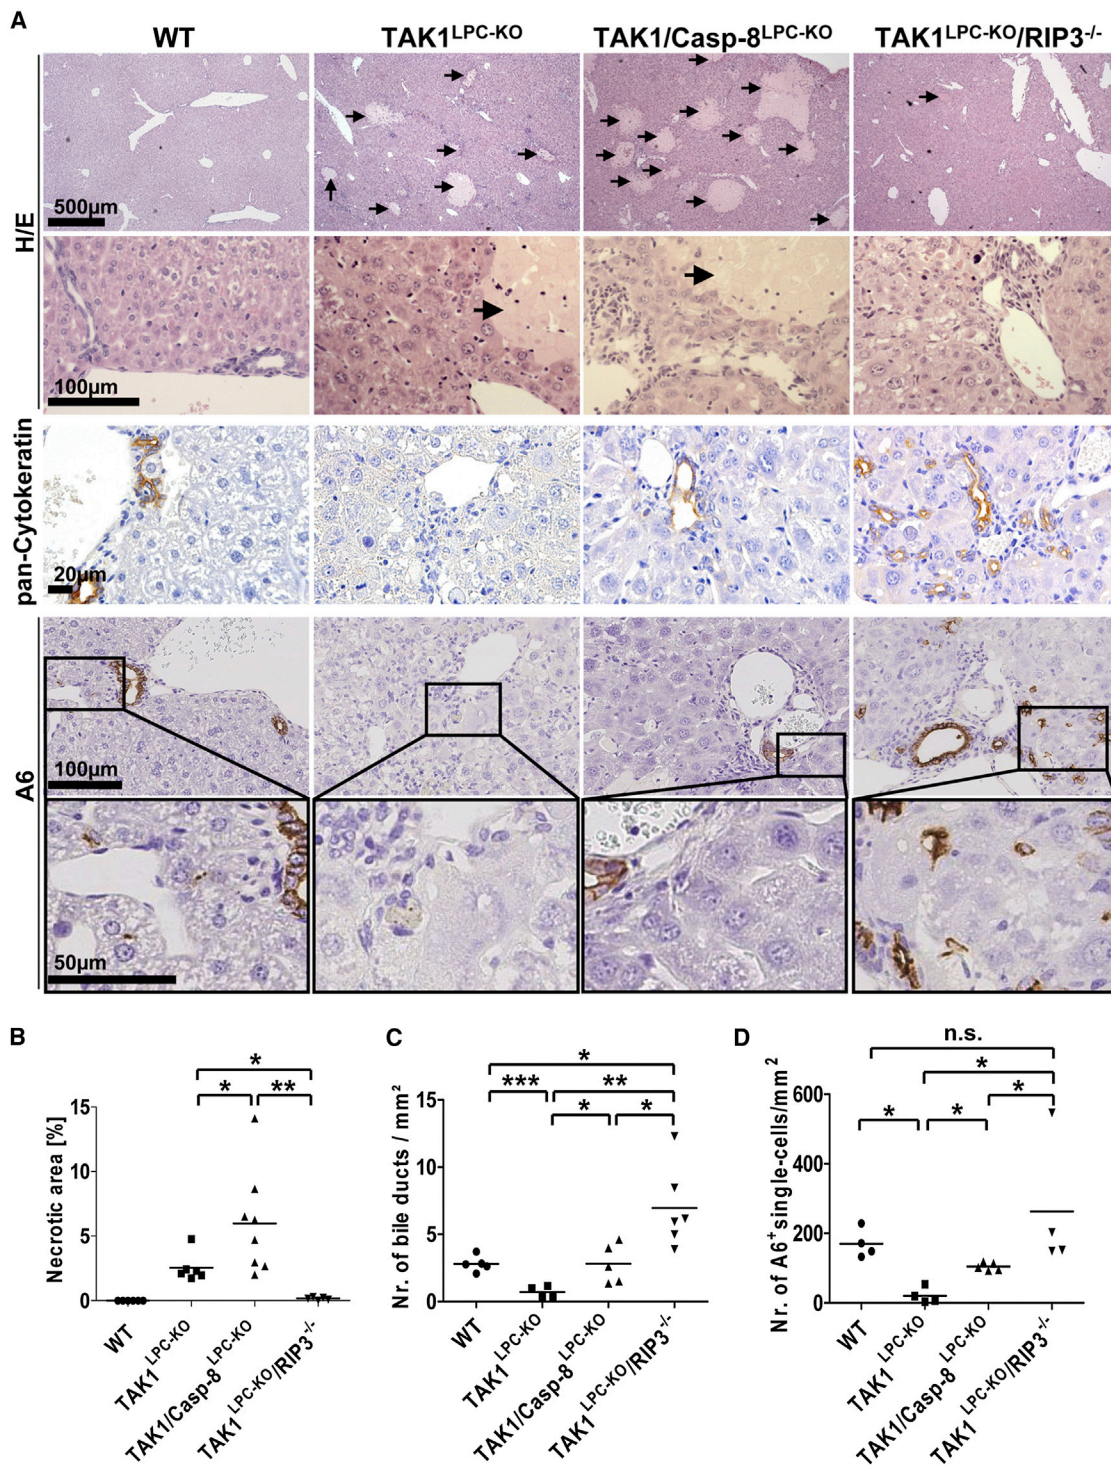 A
WT TAK1LPC-KO TAK1/Casp-8LPC-KO TAK1LPC-KO/RIP3-/-
H/E
500µm
100µm
pan-Cytokeratin
20µm
A6
100µm
50µm
B
*
* **
Necrotic area [%]
15
10
5
0
WT
TAK1LPC-KO
TAK1/Casp-8LPC-KO
TAK1LPC-KO/RIP3-/-
C
*
*** **
* *
Nr. of bile ducts / mm²
15
10
5
0
WT
TAK1LPC-KO
TAK1/Casp-8LPC-KO
TAK1LPC-KO/RIP3-/-
D
n.s.
*
*
* *
Nr. of A6+single-cells/mm2
600
400
200
0
WT
TAK1LPC-KO
TAK1/Casp-8LPC-KO
TAK1LPC-KO/RIP3-/-